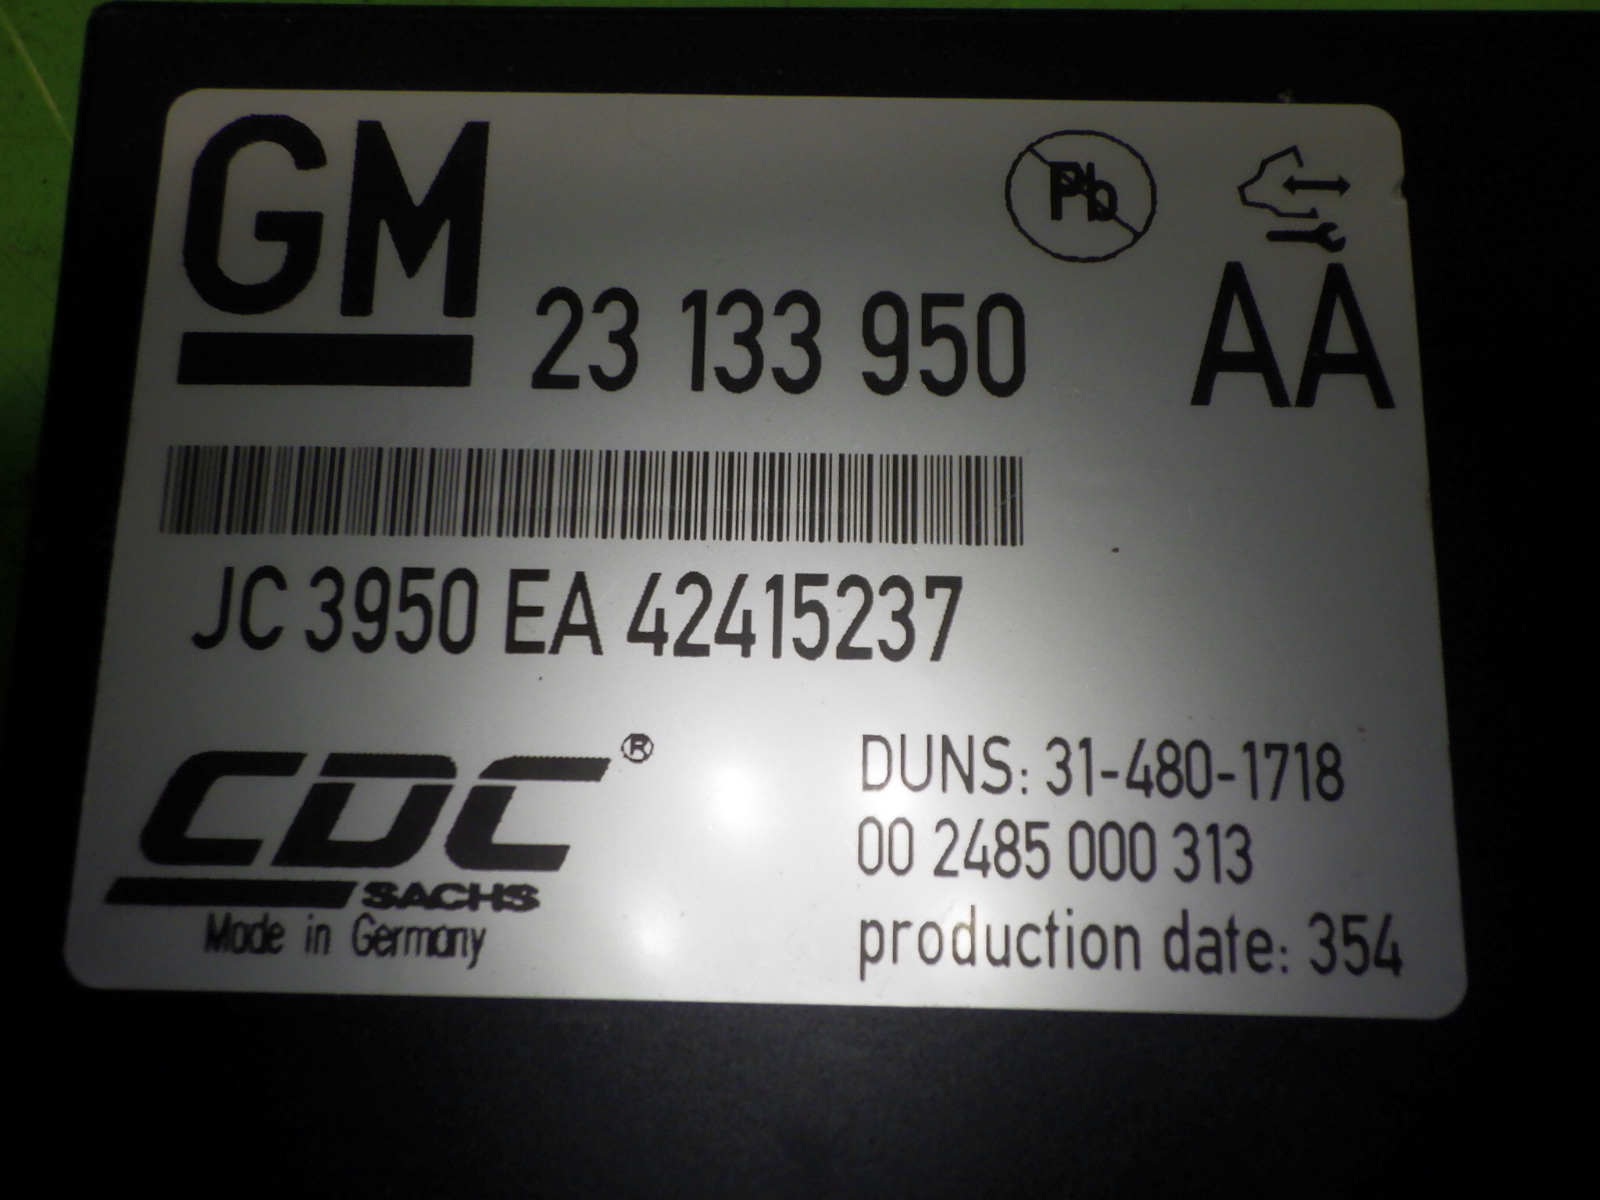 GM
Pb
23 133 950
AA
JC 3950 EA 42415237
CDC®
SACHS
Made in Germany
DUNS: 31-480-1718
00 2485 000 313
production date: 354